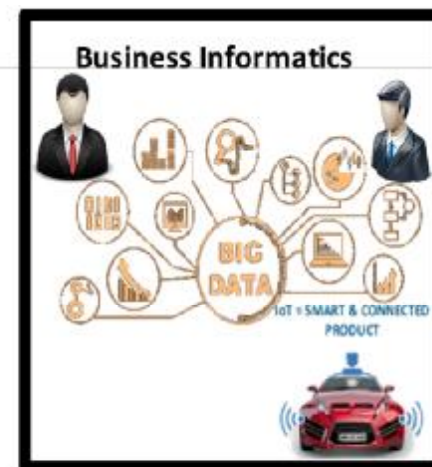 Business Informatics
BIG
DATA
IoT = SMART & CONNECTED
PRODUCT